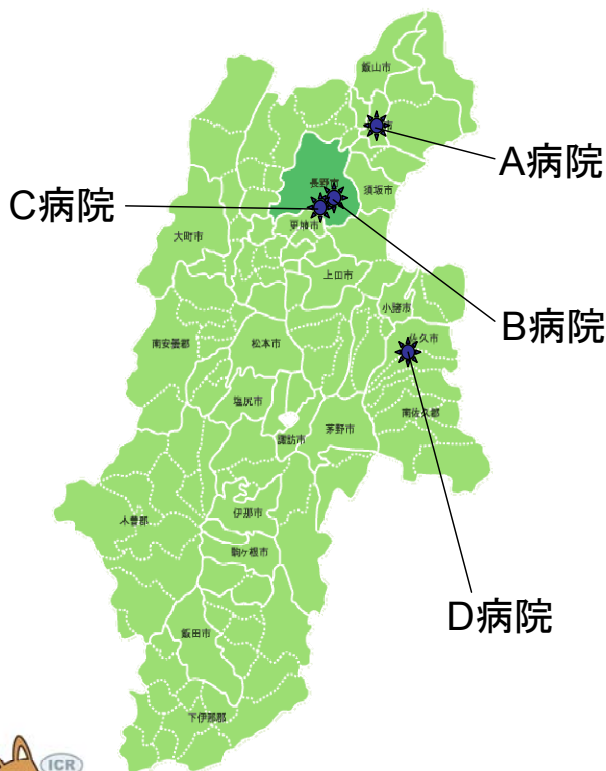 飯山市
市
A病院
長野市
須坂市
C病院
更埴市
大町市
上田市
小諸市
B病院
佐久市
南安曇郡
松本市
塩尻市
茅野市
南佐久郡
諏訪市
木曽郡
伊那市
駒ヶ根市
D病院
飯田市
下伊那郡
ICR